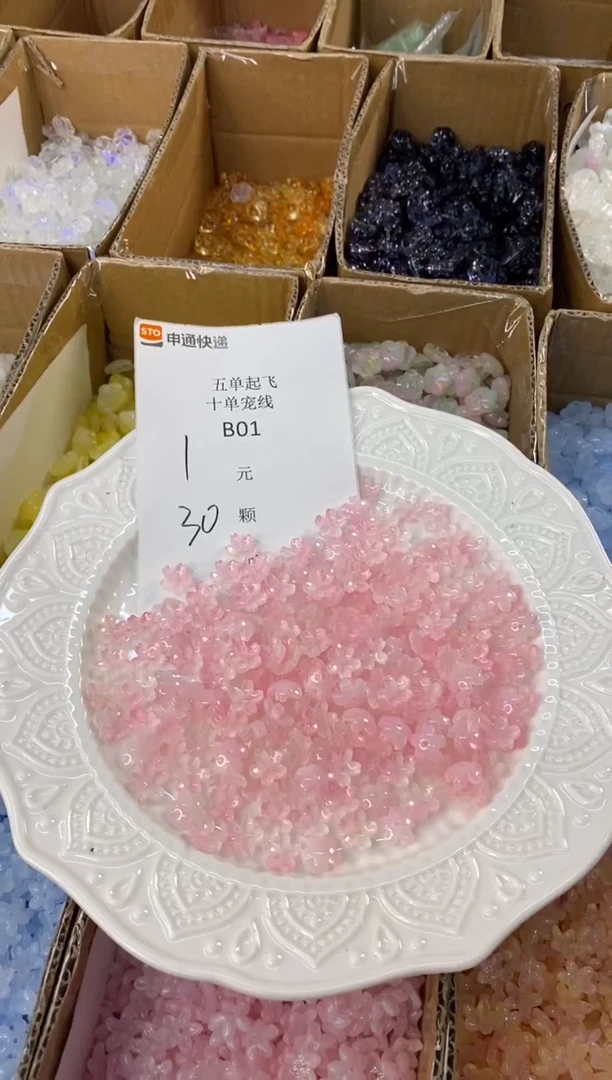 STO 申通快递
五单起飞
十单宠线
B01
1 元
30 颗